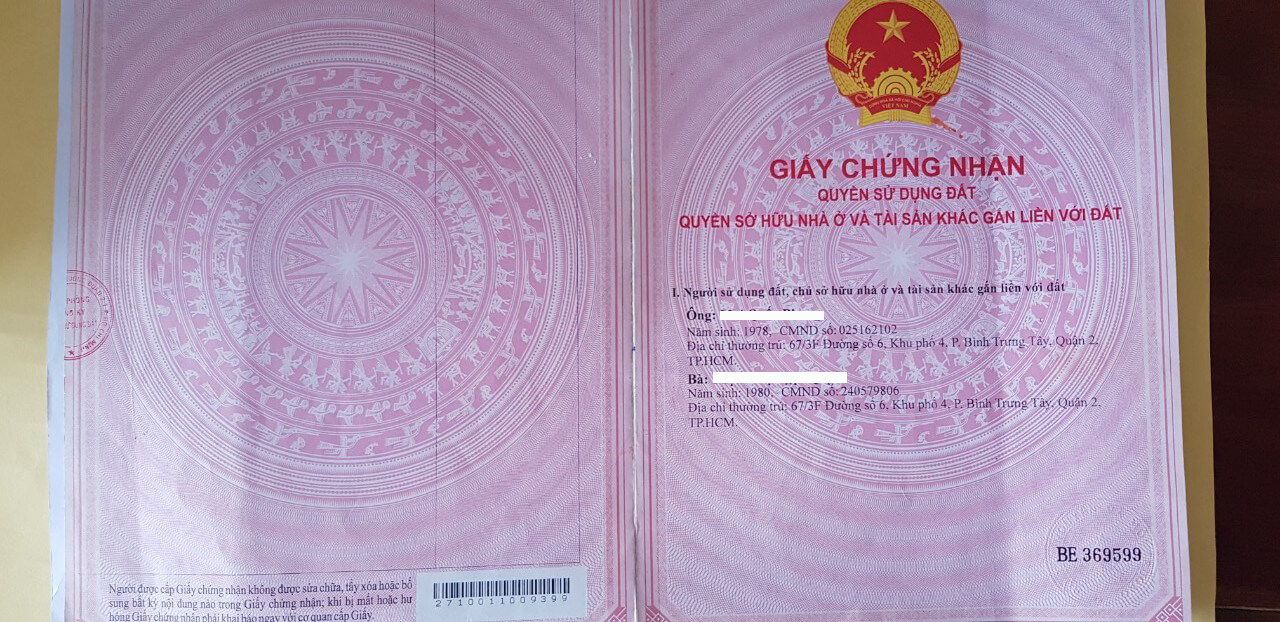 Người được cấp Giấy chứng nhận không được sửa chữa, tẩy xóa hoặc bổ
sung bất kỳ nội dung nào trong Giấy chứng nhận; khi bị mất hoặc hư
hỏng Giấy chứng nhận phải khai báo ngay với cơ quan cấp Giấy.
2710011009399
VIỆT NAM
GIẤY CHỨNG NHẬN
QUYỀN SỬ DỤNG ĐẤT
QUYỀN SỞ HỮU NHÀ Ở VÀ TÀI SẢN KHÁC GẮN LIỀN VỚI ĐẤT
I. Người sử dụng đất, chủ sở hữu nhà ở và tài sản khác gắn liền với đất
Ông:
Năm sinh: 1978, CMND số: 025162102
Địa chỉ thường trú: 67/3F Đường số 6, Khu phố 4, P. Bình Trưng Tây, Quận 2,
TP.HCM.
Bà:
Năm sinh: 1980, CMND số: 240579806
Địa chỉ thường trú: 67/3F Đường số 6, Khu phố 4, P. Bình Trưng Tây, Quận 2,
TP.HCM.
BE 369599